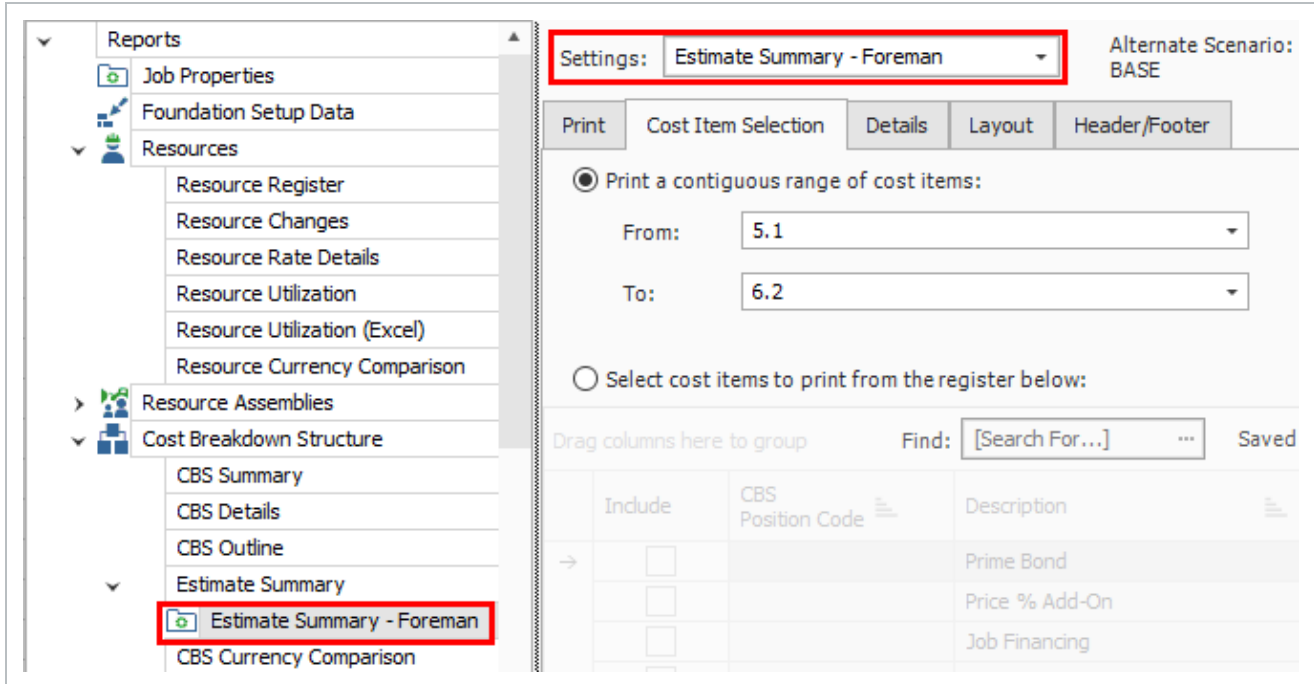 Reports
Job Properties
Foundation Setup Data
Resources
Resource Register
Resource Changes
Resource Rate Details
Resource Utilization
Resource Utilization (Excel)
Resource Currency Comparison
Resource Assemblies
Cost Breakdown Structure
CBS Summary
CBS Details
CBS Outline
Estimate Summary
Estimate Summary - Foreman
CBS Currency Comparison
Settings: Estimate Summary - Foreman
Alternate Scenario:
BASE
Print Cost Item Selection Details Layout Header/Footer
Print a contiguous range of cost items:
From: 5.1
To: 6.2
Select cost items to print from the register below:
Drag columns here to group Find: [Search For...] ... Saved
Include CBS Position Code Description
Prime Bond
Price % Add-On
Job Financing